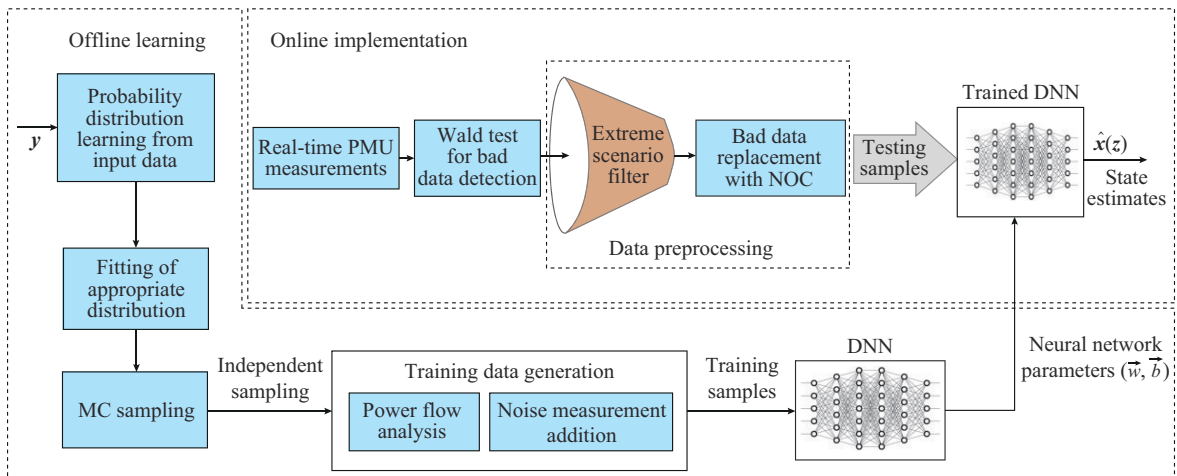 Offline learning
y
Probability
distribution
learning from
input data
Fitting of
appropriate
distribution
MC sampling
Independent
sampling
Training data generation
Power flow
analysis
Noise measurement
addition
Training
samples
DNN
Neural network
parameters (w⃗, b⃗)
Online implementation
Real-time PMU
measurements
Wald test
for bad
data detection
Extreme
scenario
filter
Bad data
replacement
with NOC
Data preprocessing
Testing
samples
Trained DNN
x̂(z)
State
estimates